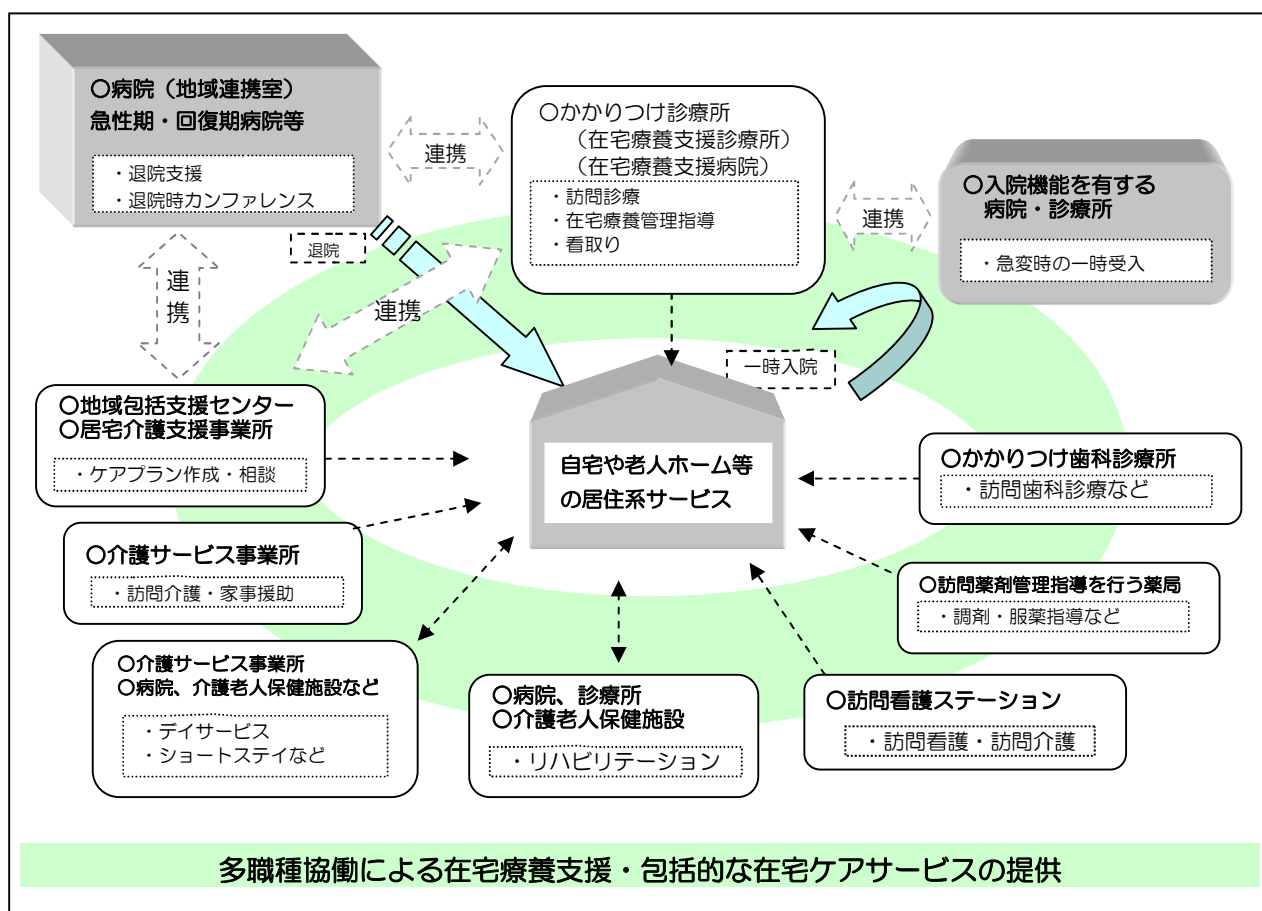 〇病院（地域連携室）
急性期・回復期病院等
・退院支援
・退院時カンファレンス
連携
〇かかりつけ診療所
（在宅療養支援診療所）
（在宅療養支援病院）
・訪問診療
・在宅療養管理指導
・看取り
連携
〇入院機能を有する
病院・診療所
・急変時の一時受入
退院
連携
連携
一時入院
〇地域包括支援センター
〇居宅介護支援事業所
・ケアプラン作成・相談
自宅や老人ホーム等
の居住系サービス
〇かかりつけ歯科診療所
・訪問歯科診療など
〇介護サービス事業所
・訪問介護・家事援助
〇訪問薬剤管理指導を行う薬局
・調剤・服薬指導など
〇介護サービス事業所
〇病院、介護老人保健施設など
・デイサービス
・ショートステイなど
〇病院、診療所
〇介護老人保健施設
・リハビリテーション
〇訪問看護ステーション
・訪問看護・訪問介護
多職種協働による在宅療養支援・包括的な在宅ケアサービスの提供